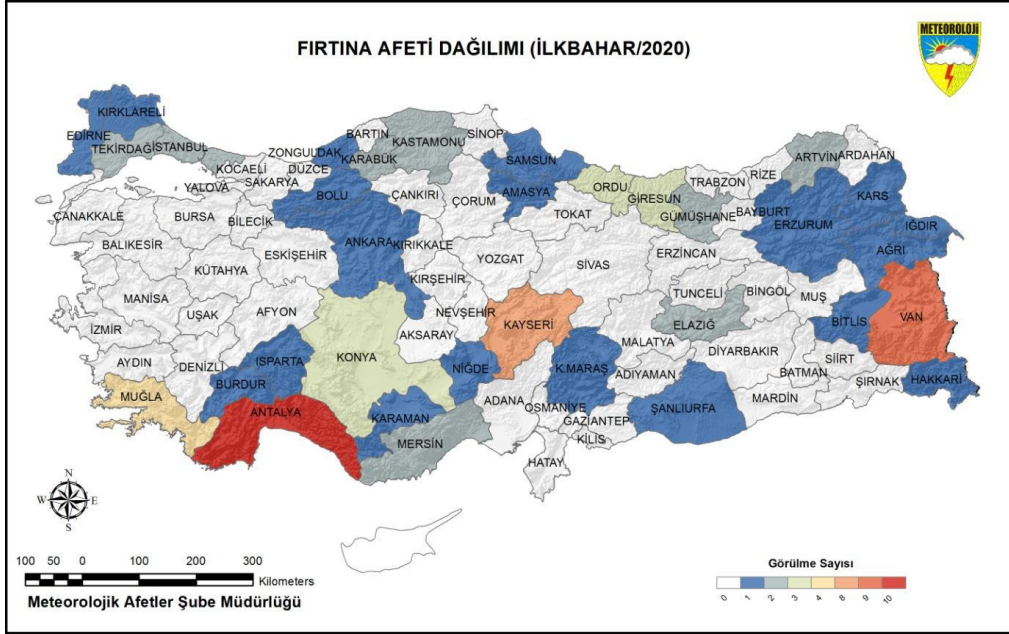 METEOROLOJİ
FIRTINA AFETİ DAĞILIMI (İLKBAHAR/2020)
KIRKLARELİ
EDİRNE
TEKİRDAĞ
İSTANBUL
KOCAELİ
YALOVA
SAKARYA
DÜZCE
ZONGULDAK
BARTIN
KARABÜK
KASTAMONU
SİNOP
SAMSUN
AMASYA
ORDU
GİRESUN
TRABZON
RİZE
ARTVİN
ARDAHAN
ÇANAKKALE
BURSA
BİLECİK
BOLU
ÇANKIRI
ÇORUM
TOKAT
GÜMÜŞHANE
BAYBURT
ERZURUM
KARS
IĞDIR
AĞRI
BALIKESİR
KÜTAHYA
ESKİŞEHİR
ANKARA
KIRIKKALE
YOZGAT
SİVAS
ERZİNCAN
MANİSA
UŞAK
AFYON
KIRŞEHİR
NEVŞEHİR
AKSARAY
KAYSERİ
TUNCELİ
BİNGÖL
MUŞ
ELAZIĞ
BİTLİS
VAN
İZMİR
AYDIN
DENİZLİ
ISPARTA
KONYA
NİĞDE
MALATYA
DİYARBAKIR
BATMAN
SİİRT
ŞIRNAK
HAKKARİ
MUĞLA
BURDUR
ANTALYA
KARAMAN
MERSİN
ADANA
K.MARAŞ
ADIYAMAN
OSMANİYE
GAZİANTEP
KİLİS
ŞANLIURFA
MARDİN
HATAY
N
W E
S
100 50 0 100 200 300
Kilometers
Meteorolojik Afetler Şube Müdürlüğü
Görülme Sayısı
0 1 2 3 4 8 9 10